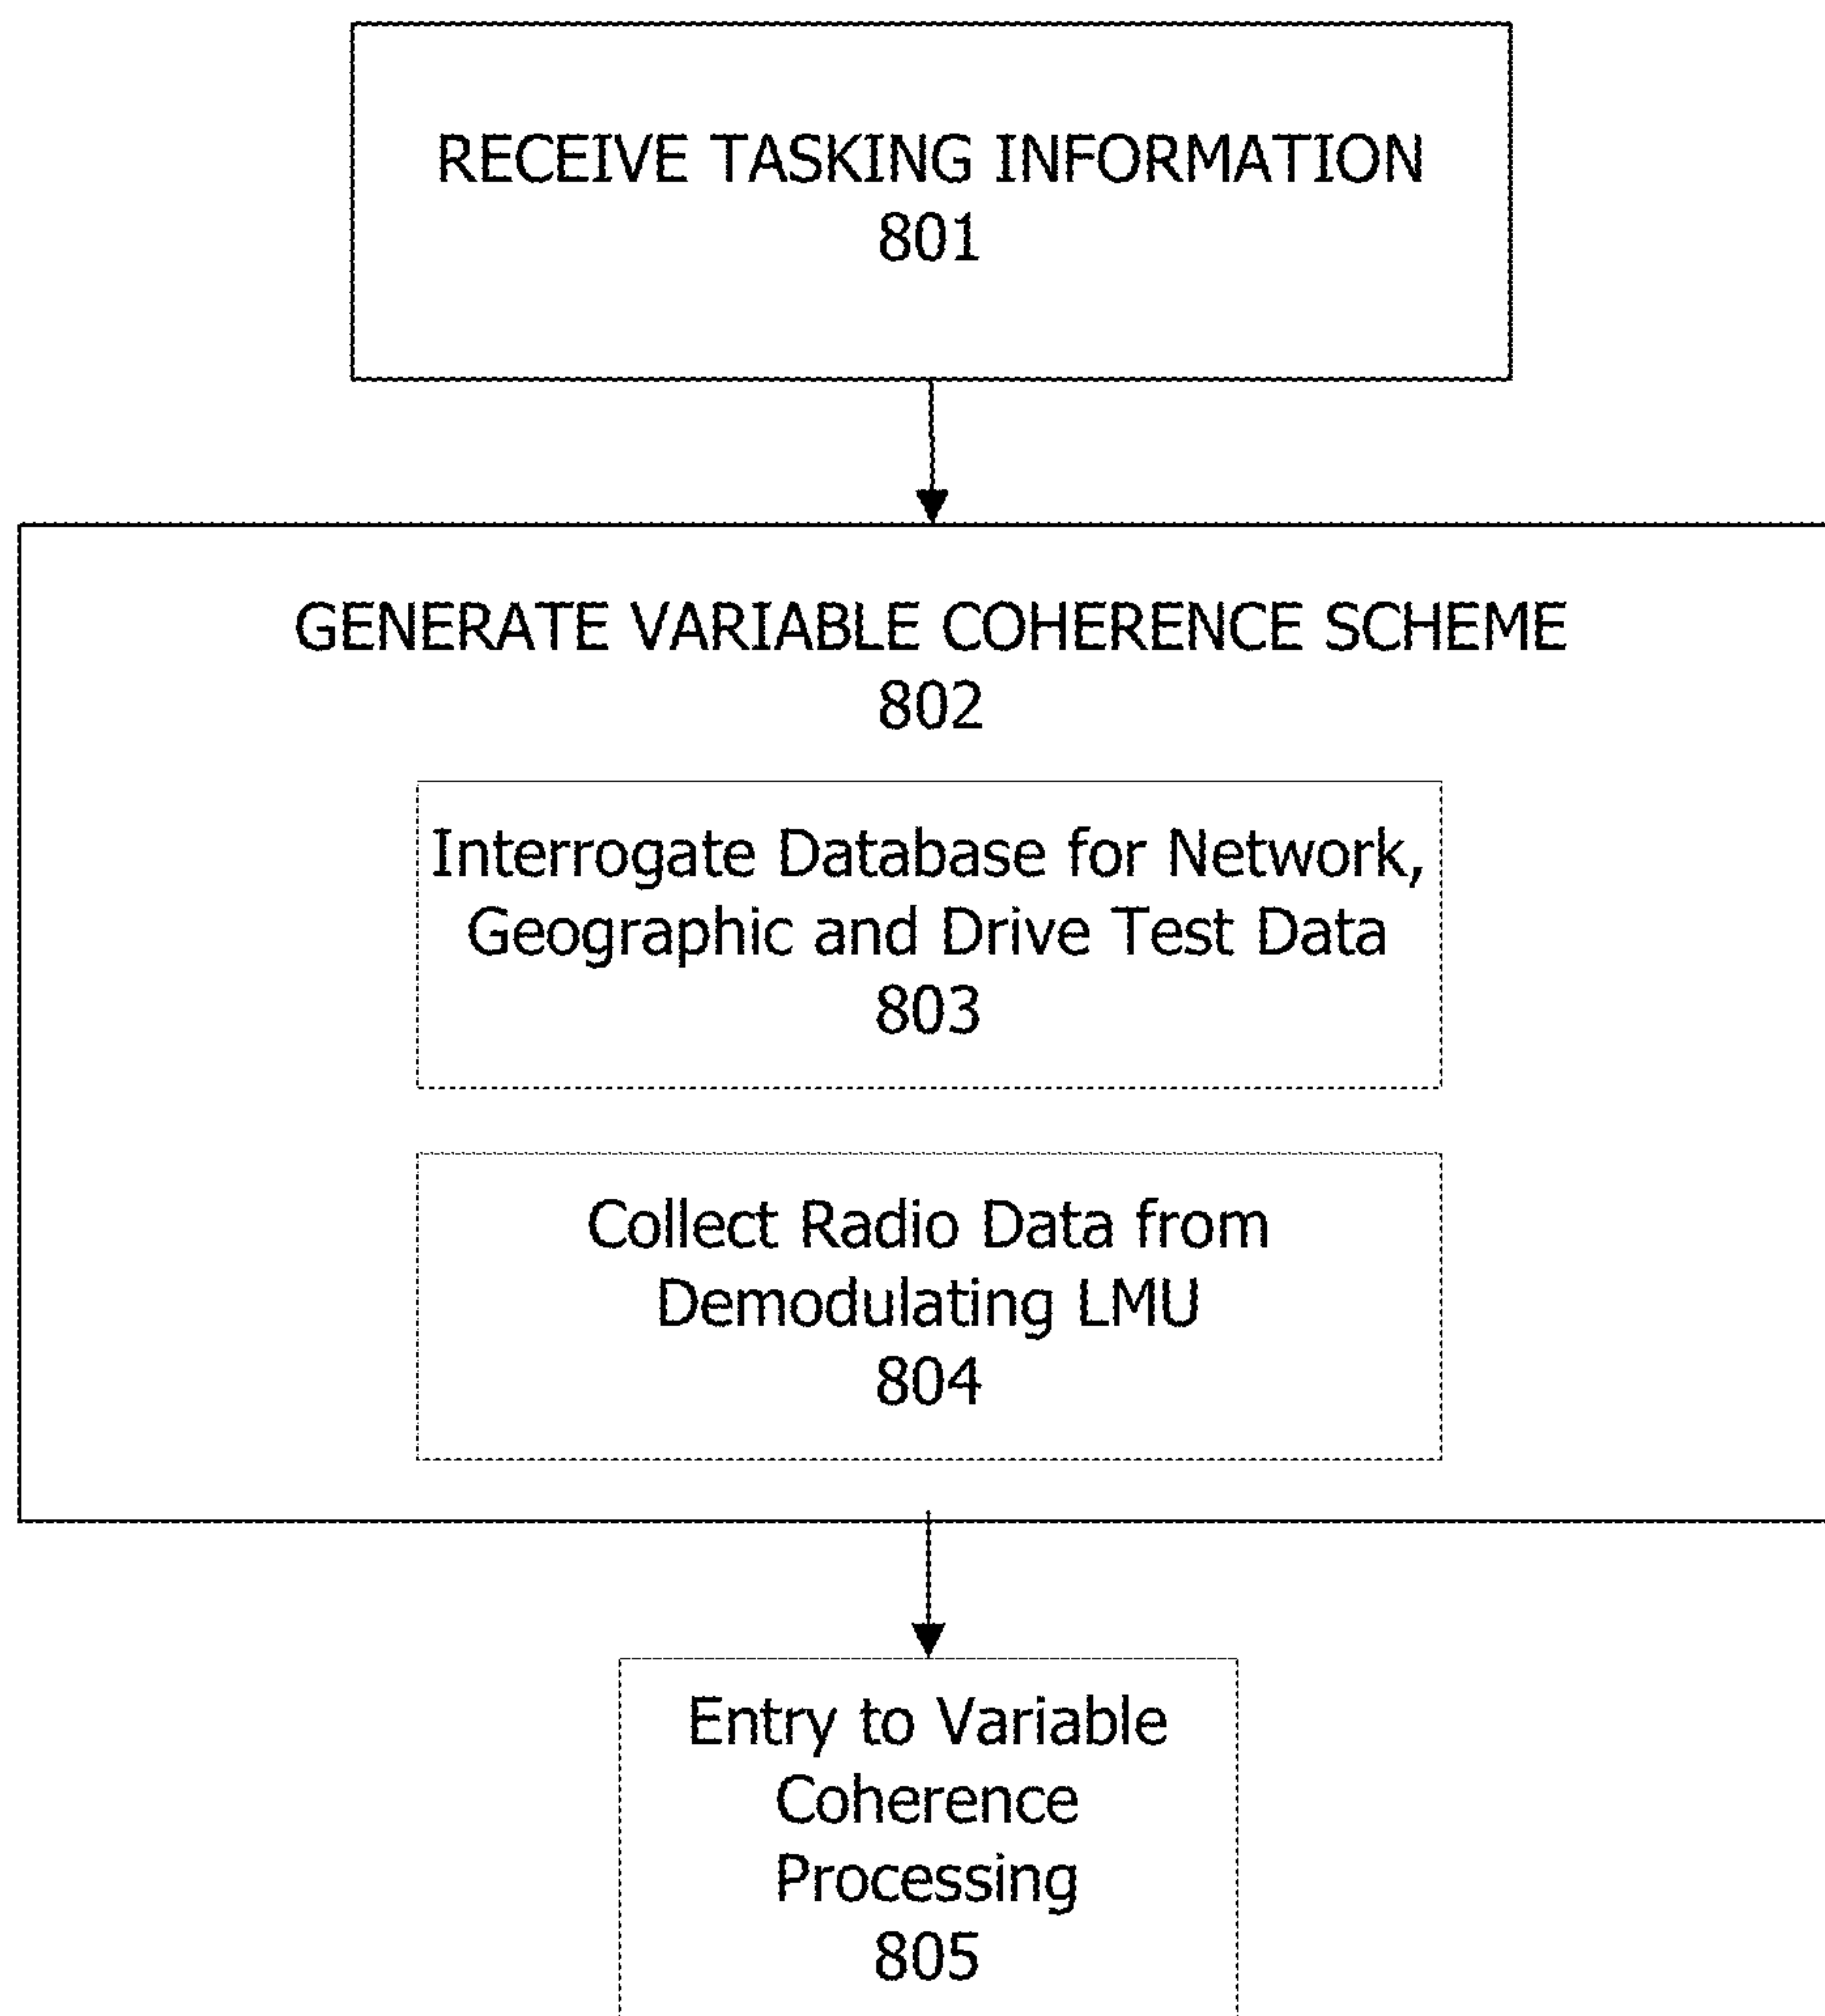 RECEIVE TASKING INFORMATION
801
GENERATE VARIABLE COHERENCE SCHEME
802
Interrogate Database for Network,
Geographic and Drive Test Data
803
Collect Radio Data from
Demodulating LMU
804
Entry to Variable
Coherence
Processing
805